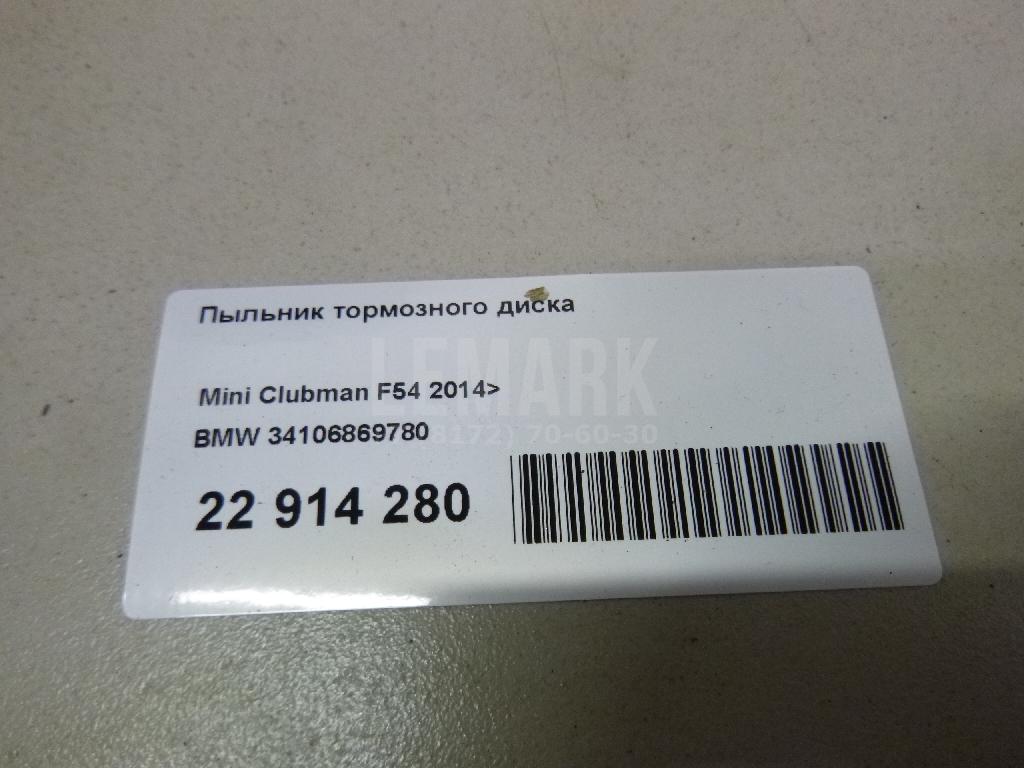 Пыльник тормозного диска
LEMARK
Mini Clubman F54 2014>
BMW 34106869780
(8172) 70-60-30
22 914 280